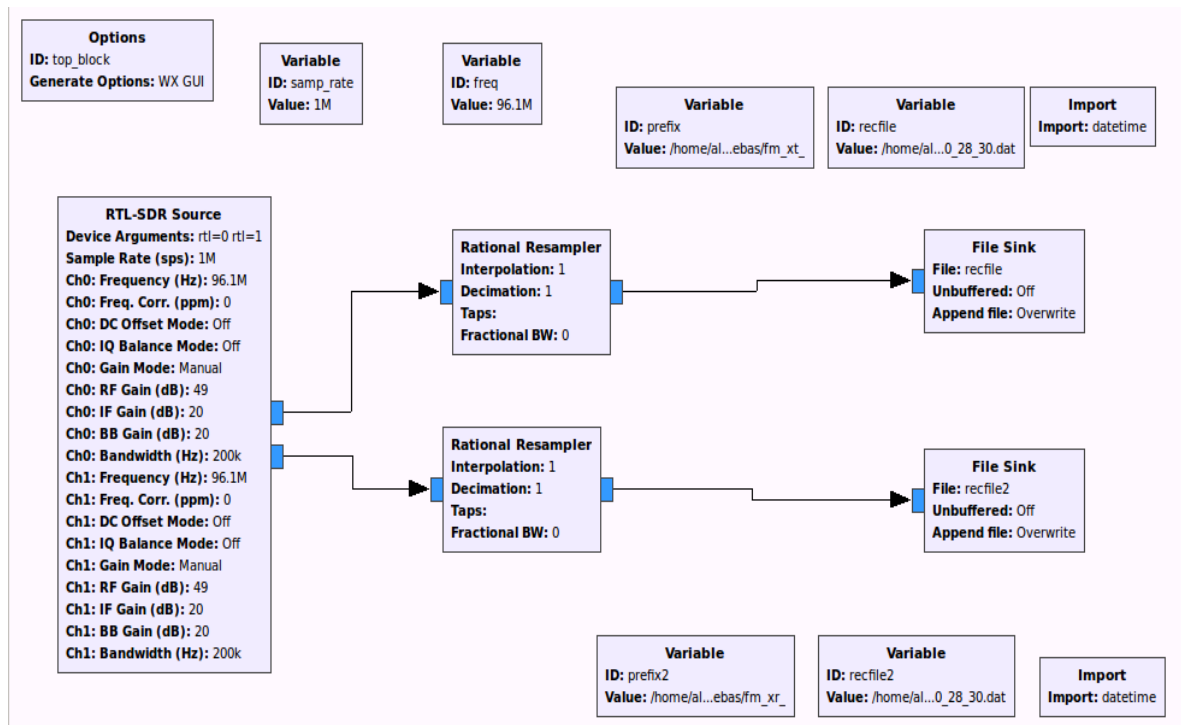 Options
ID: top_block
Generate Options: WX GUI
Variable
ID: samp_rate
Value: 1M
Variable
ID: freq
Value: 96.1M
Variable
ID: prefix
Value: /home/al...ebas/fm_xt_
Variable
ID: recfile
Value: /home/al...0_28_30.dat
Import
Import: datetime
RTL-SDR Source
Device Arguments: rtl=0 rtl=1
Sample Rate (sps): 1M
Ch0: Frequency (Hz): 96.1M
Ch0: Freq. Corr. (ppm): 0
Ch0: DC Offset Mode: Off
Ch0: IQ Balance Mode: Off
Ch0: Gain Mode: Manual
Ch0: RF Gain (dB): 49
Ch0: IF Gain (dB): 20
Ch0: BB Gain (dB): 20
Ch0: Bandwidth (Hz): 200k
Ch1: Frequency (Hz): 96.1M
Ch1: Freq. Corr. (ppm): 0
Ch1: DC Offset Mode: Off
Ch1: IQ Balance Mode: Off
Ch1: Gain Mode: Manual
Ch1: RF Gain (dB): 49
Ch1: IF Gain (dB): 20
Ch1: BB Gain (dB): 20
Ch1: Bandwidth (Hz): 200k
Rational Resampler
Interpolation: 1
Decimation: 1
Taps:
Fractional BW: 0
File Sink
File: recfile
Unbuffered: Off
Append file: Overwrite
Rational Resampler
Interpolation: 1
Decimation: 1
Taps:
Fractional BW: 0
File Sink
File: recfile2
Unbuffered: Off
Append file: Overwrite
Variable
ID: prefix2
Value: /home/al...ebas/fm_xr_
Variable
ID: recfile2
Value: /home/al...0_28_30.dat
Import
Import: datetime